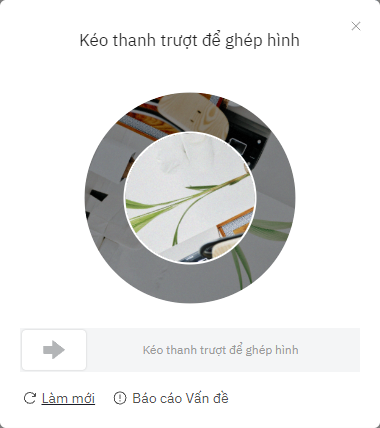 Kéo thanh trượt để ghép hình
Kéo thanh trượt để ghép hình
Làm mới
Báo cáo Vấn đề